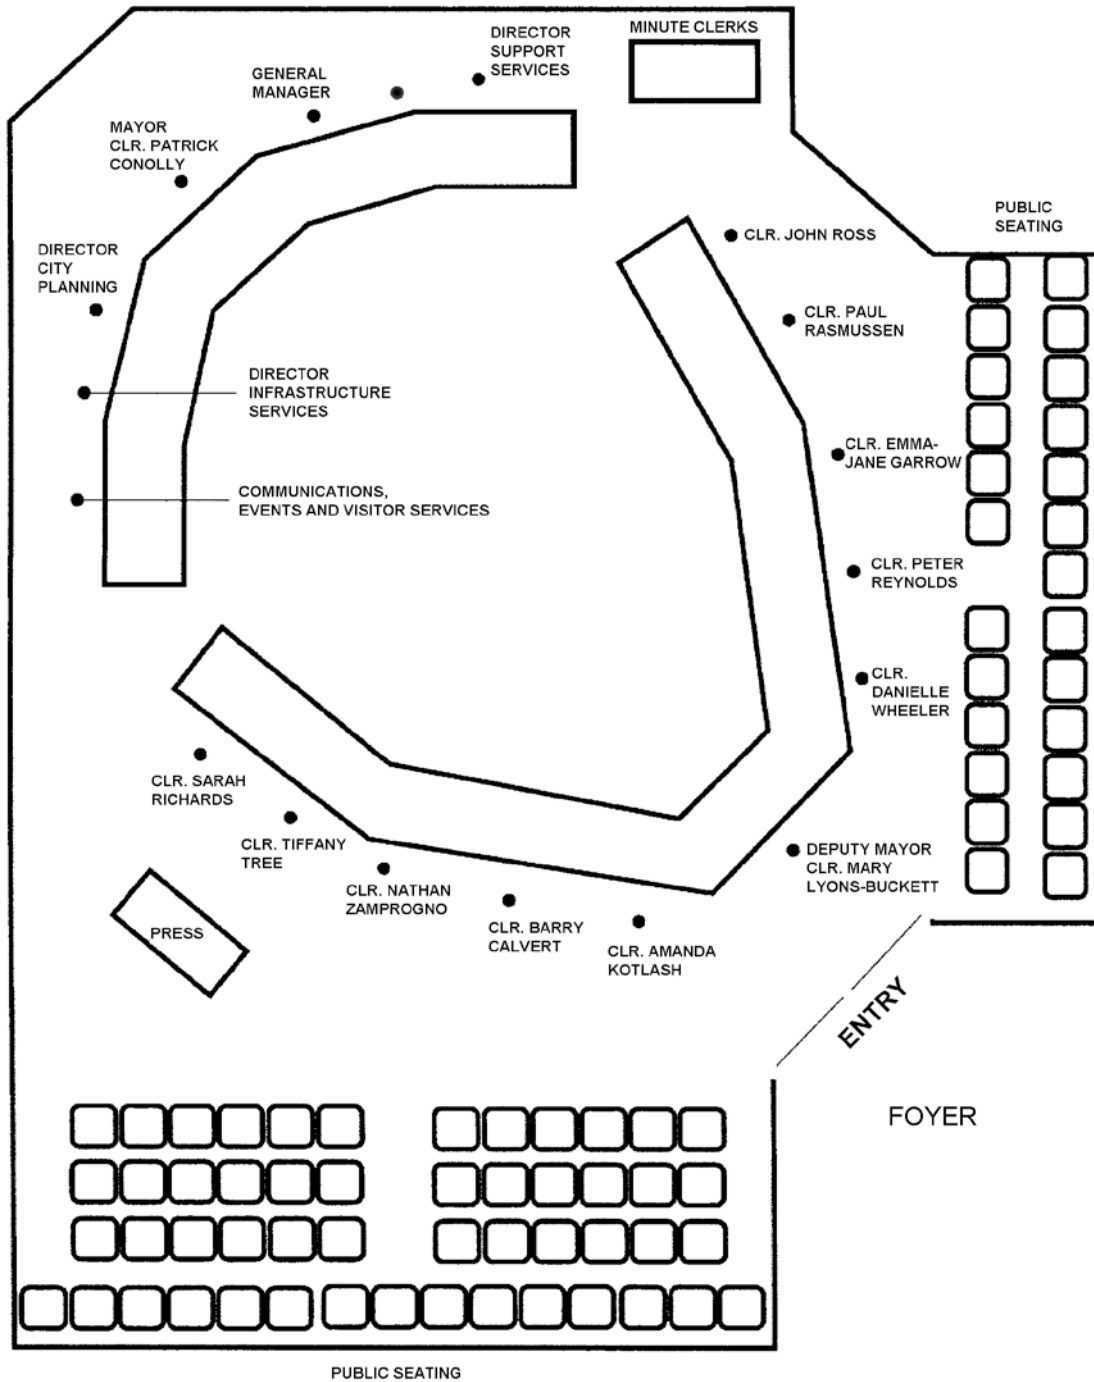 MINUTE CLERKS
DIRECTOR
SUPPORT
SERVICES
GENERAL
MANAGER
MAYOR
CLR. PATRICK
CONOLLY
DIRECTOR
CITY
PLANNING
DIRECTOR
INFRASTRUCTURE
SERVICES
COMMUNICATIONS,
EVENTS AND VISITOR SERVICES
PUBLIC
SEATING
CLR. JOHN ROSS
CLR. PAUL
RASMUSSEN
CLR. EMMA-
JANE GARROW
CLR. PETER
REYNOLDS
CLR.
DANIELLE
WHEELER
DEPUTY MAYOR
CLR. MARY
LYONS-BUCKETT
CLR. SARAH
RICHARDS
CLR. TIFFANY
TREE
CLR. NATHAN
ZAMPROGNO
CLR. BARRY
CALVERT
CLR. AMANDA
KOTLASH
PRESS
ENTRY
FOYER
PUBLIC SEATING